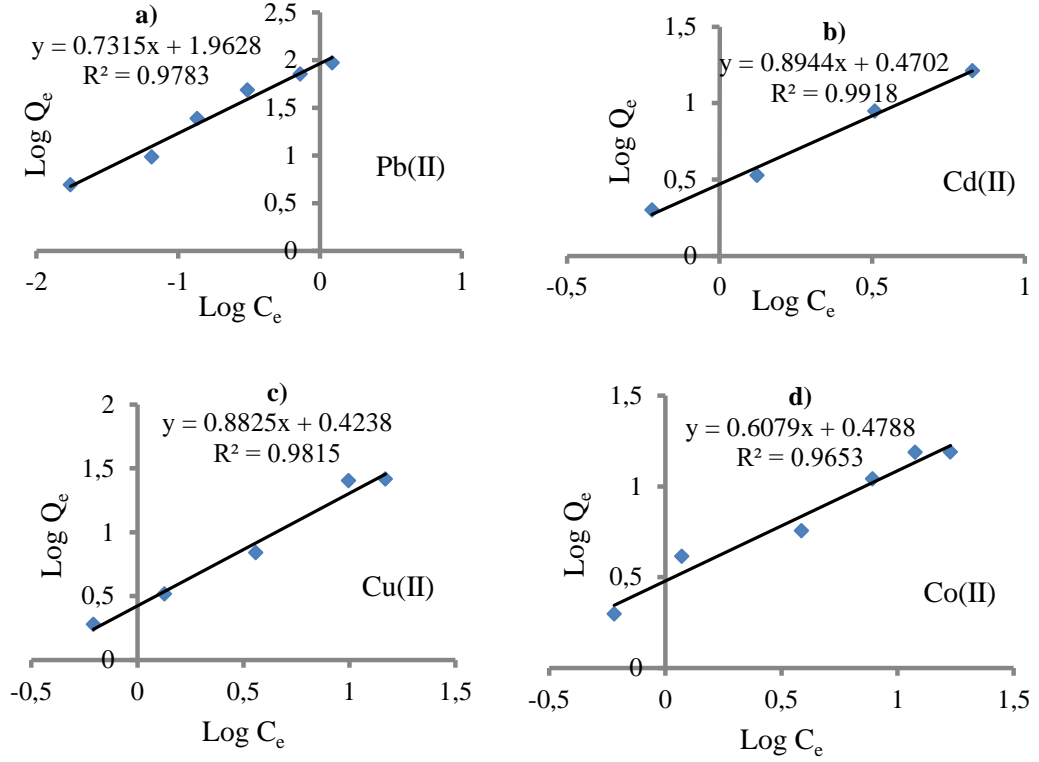 a)
y = 0.7315x + 1.9628
R² = 0.9783
2,5
2
1,5
1
0,5
0
Log Qₑ
Pb(II)
-2 -1 0 1
Log Cₑ
b)
y = 0.8944x + 0.4702
R² = 0.9918
1,5
1
0,5
0
Log Qₑ
Cd(II)
-0,5 0 0,5 1
Log Cₑ
c)
y = 0.8825x + 0.4238
R² = 0.9815
2
1,5
1
0,5
0
Log Qₑ
Cu(II)
-0,5 0 0,5 1 1,5
Log Cₑ
d)
y = 0.6079x + 0.4788
R² = 0.9653
1,5
1
0,5
0
Log Qₑ
Co(II)
-0,5 0 0,5 1 1,5
Log Cₑ